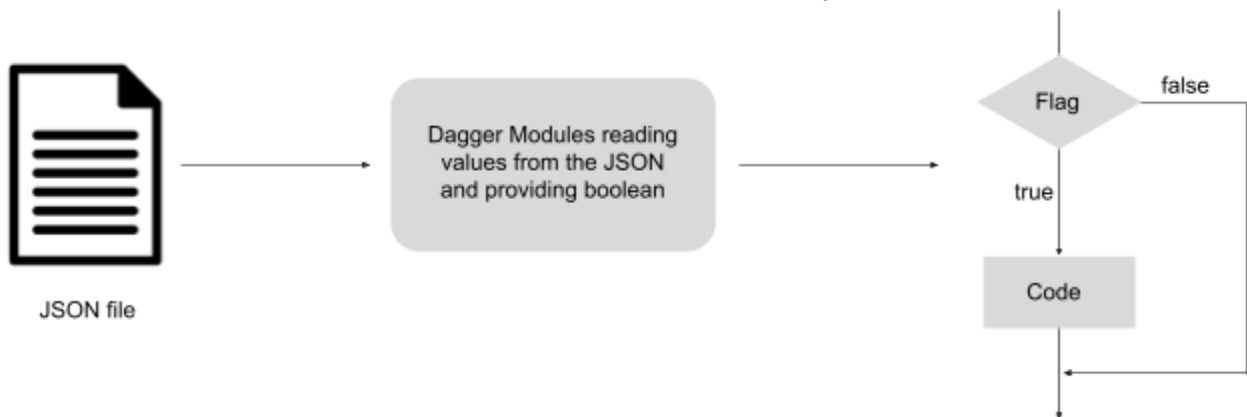 JSON file
Dagger Modules reading
values from the JSON
and providing boolean
Flag
false
true
Code